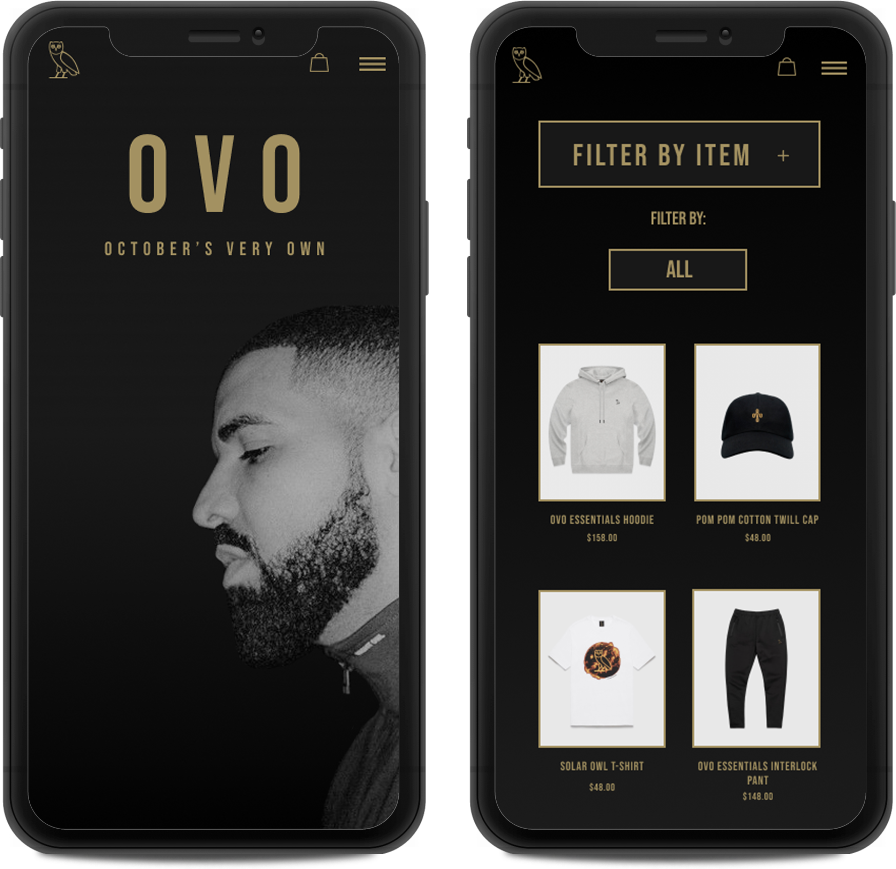 OVO
OCTOBER'S VERY OWN
FILTER BY ITEM +
FILTER BY:
ALL
OVO ESSENTIALS HOODIE
$158.00
POM POM COTTON TWILL CAP
$48.00
SOLAR OWL T-SHIRT
$48.00
OVO ESSENTIALS INTERLOCK
PANT
$148.00